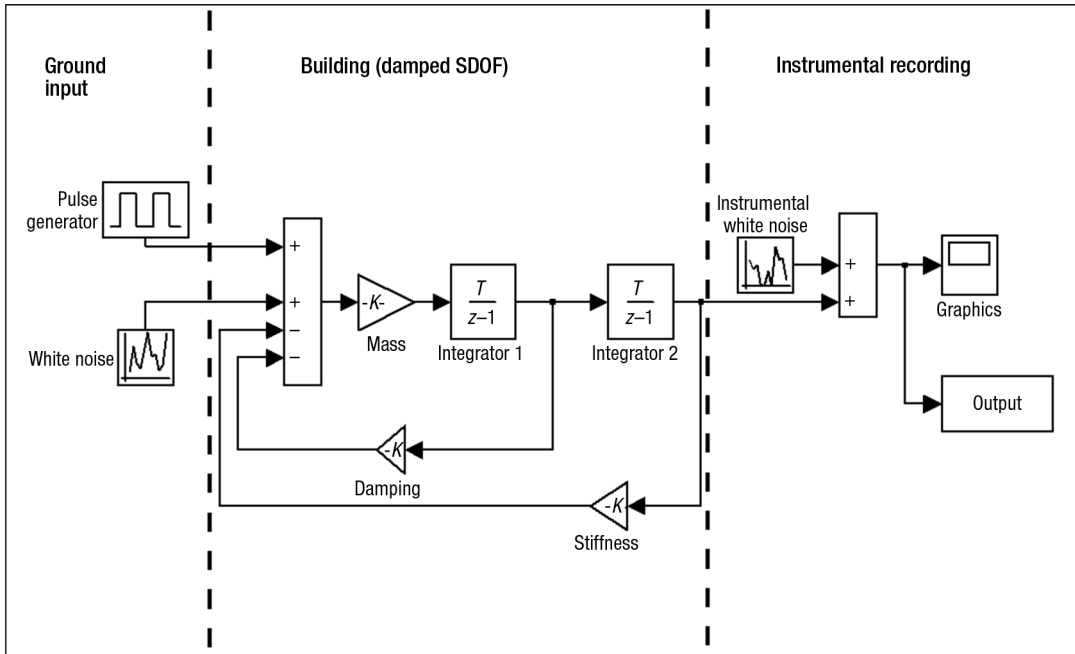 Ground
input
Building (damped SDOF)
Instrumental recording
Pulse
generator
White noise
+
+
−
−
-K-
Mass
T
z−1
Integrator 1
T
z−1
Integrator 2
-K
Damping
-K
Stiffness
Instrumental
white noise
+
+
Graphics
Output